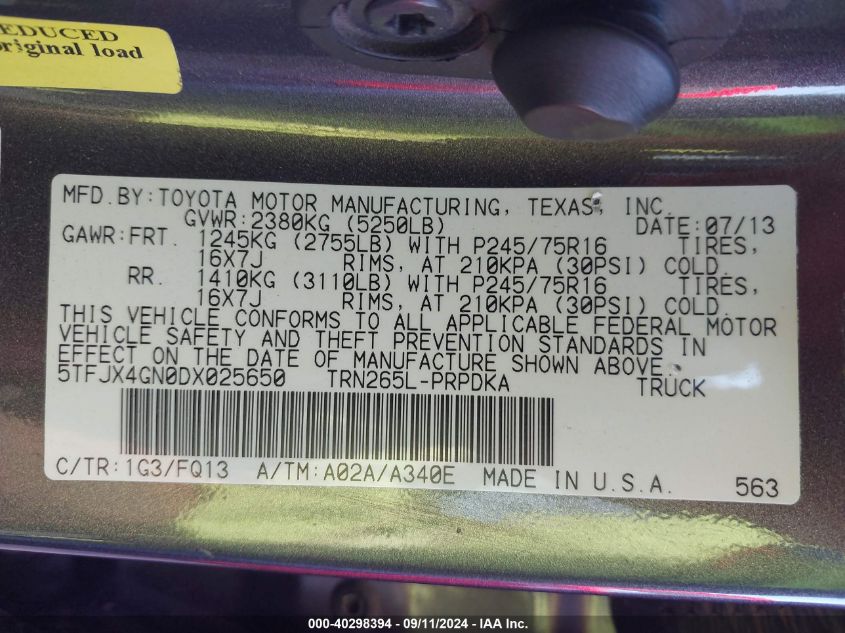 EDUCED
original load
MFD. BY: TOYOTA MOTOR MANUFACTURING, TEXAS, INC.
GVWR: 2380KG (5250LB) DATE: 07/13
GAWR: FRT. 1245KG (2755LB) WITH P245/75R16 TIRES,
16X7J RIMS, AT 210KPA (30PSI) COLD.
RR. 1410KG (3110LB) WITH P245/75R16 TIRES,
16X7J RIMS, AT 210KPA (30PSI) COLD.
THIS VEHICLE CONFORMS TO ALL APPLICABLE FEDERAL MOTOR
VEHICLE SAFETY AND THEFT PREVENTION STANDARDS IN
EFFECT ON THE DATE OF MANUFACTURE SHOWN ABOVE.
5TFJX4GN0DX025650 TRN265L-PRPDKA TRUCK
C/TR: 1G3/FQ13 A/TM: A02A/A340E MADE IN U.S.A. 563
000-40298394 - 09/11/2024 - IAA Inc.